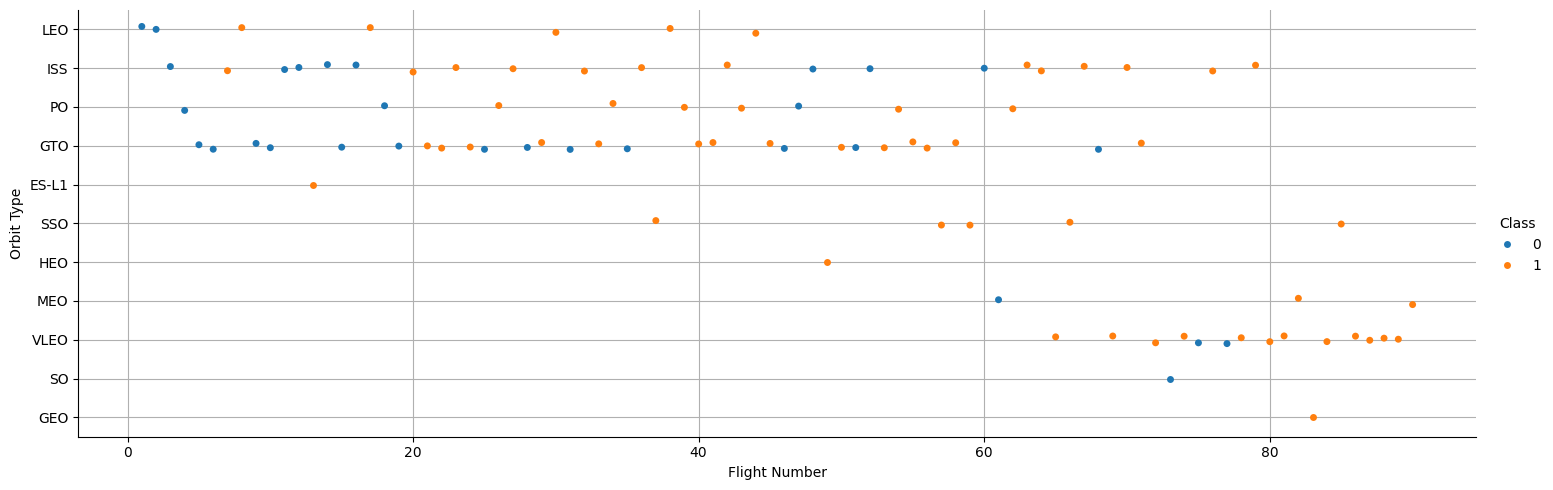 LEO
ISS
PO
GTO
ES-L1
SSO
HEO
MEO
VLEO
SO
GEO
Orbit Type
0 20 40 60 80
Flight Number
Class
0
1